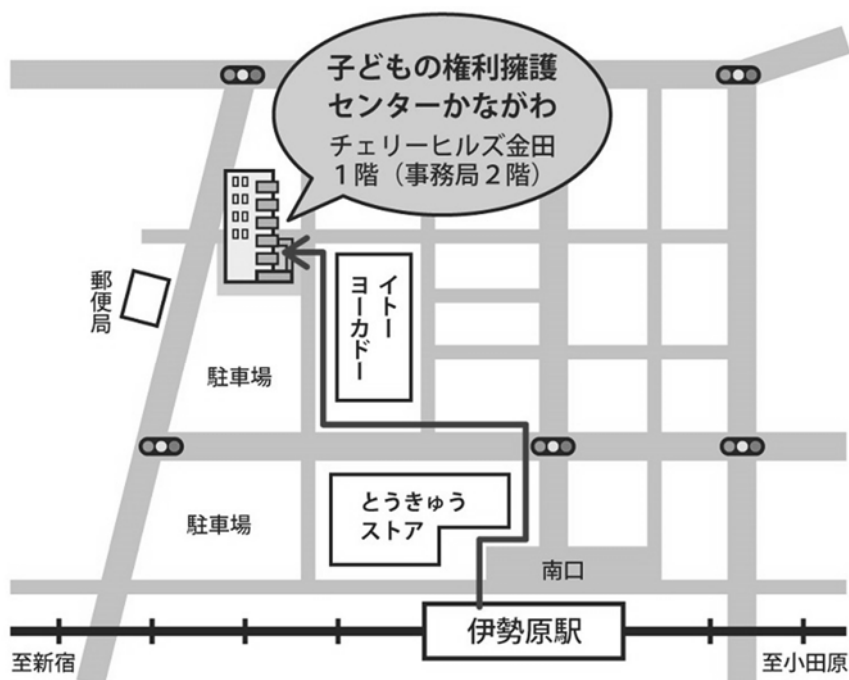 子どもの権利擁護
センターかながわ
チェリーヒルズ金田
1階（事務局2階）
郵便局
イトー
ヨーカドー
駐車場
とうきゅう
ストア
駐車場
南口
伊勢原駅
至新宿
至小田原